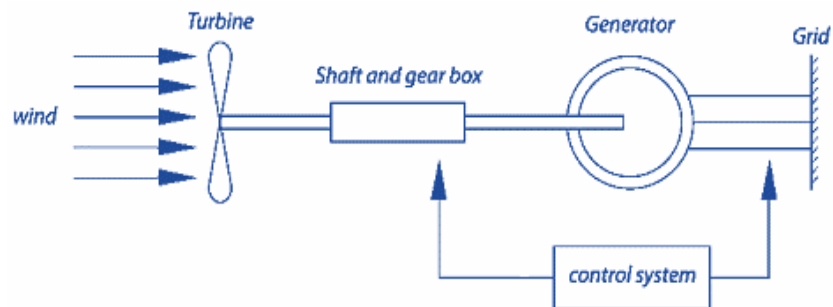 Turbine
Generator
Grid
Shaft and gear box
wind
control system